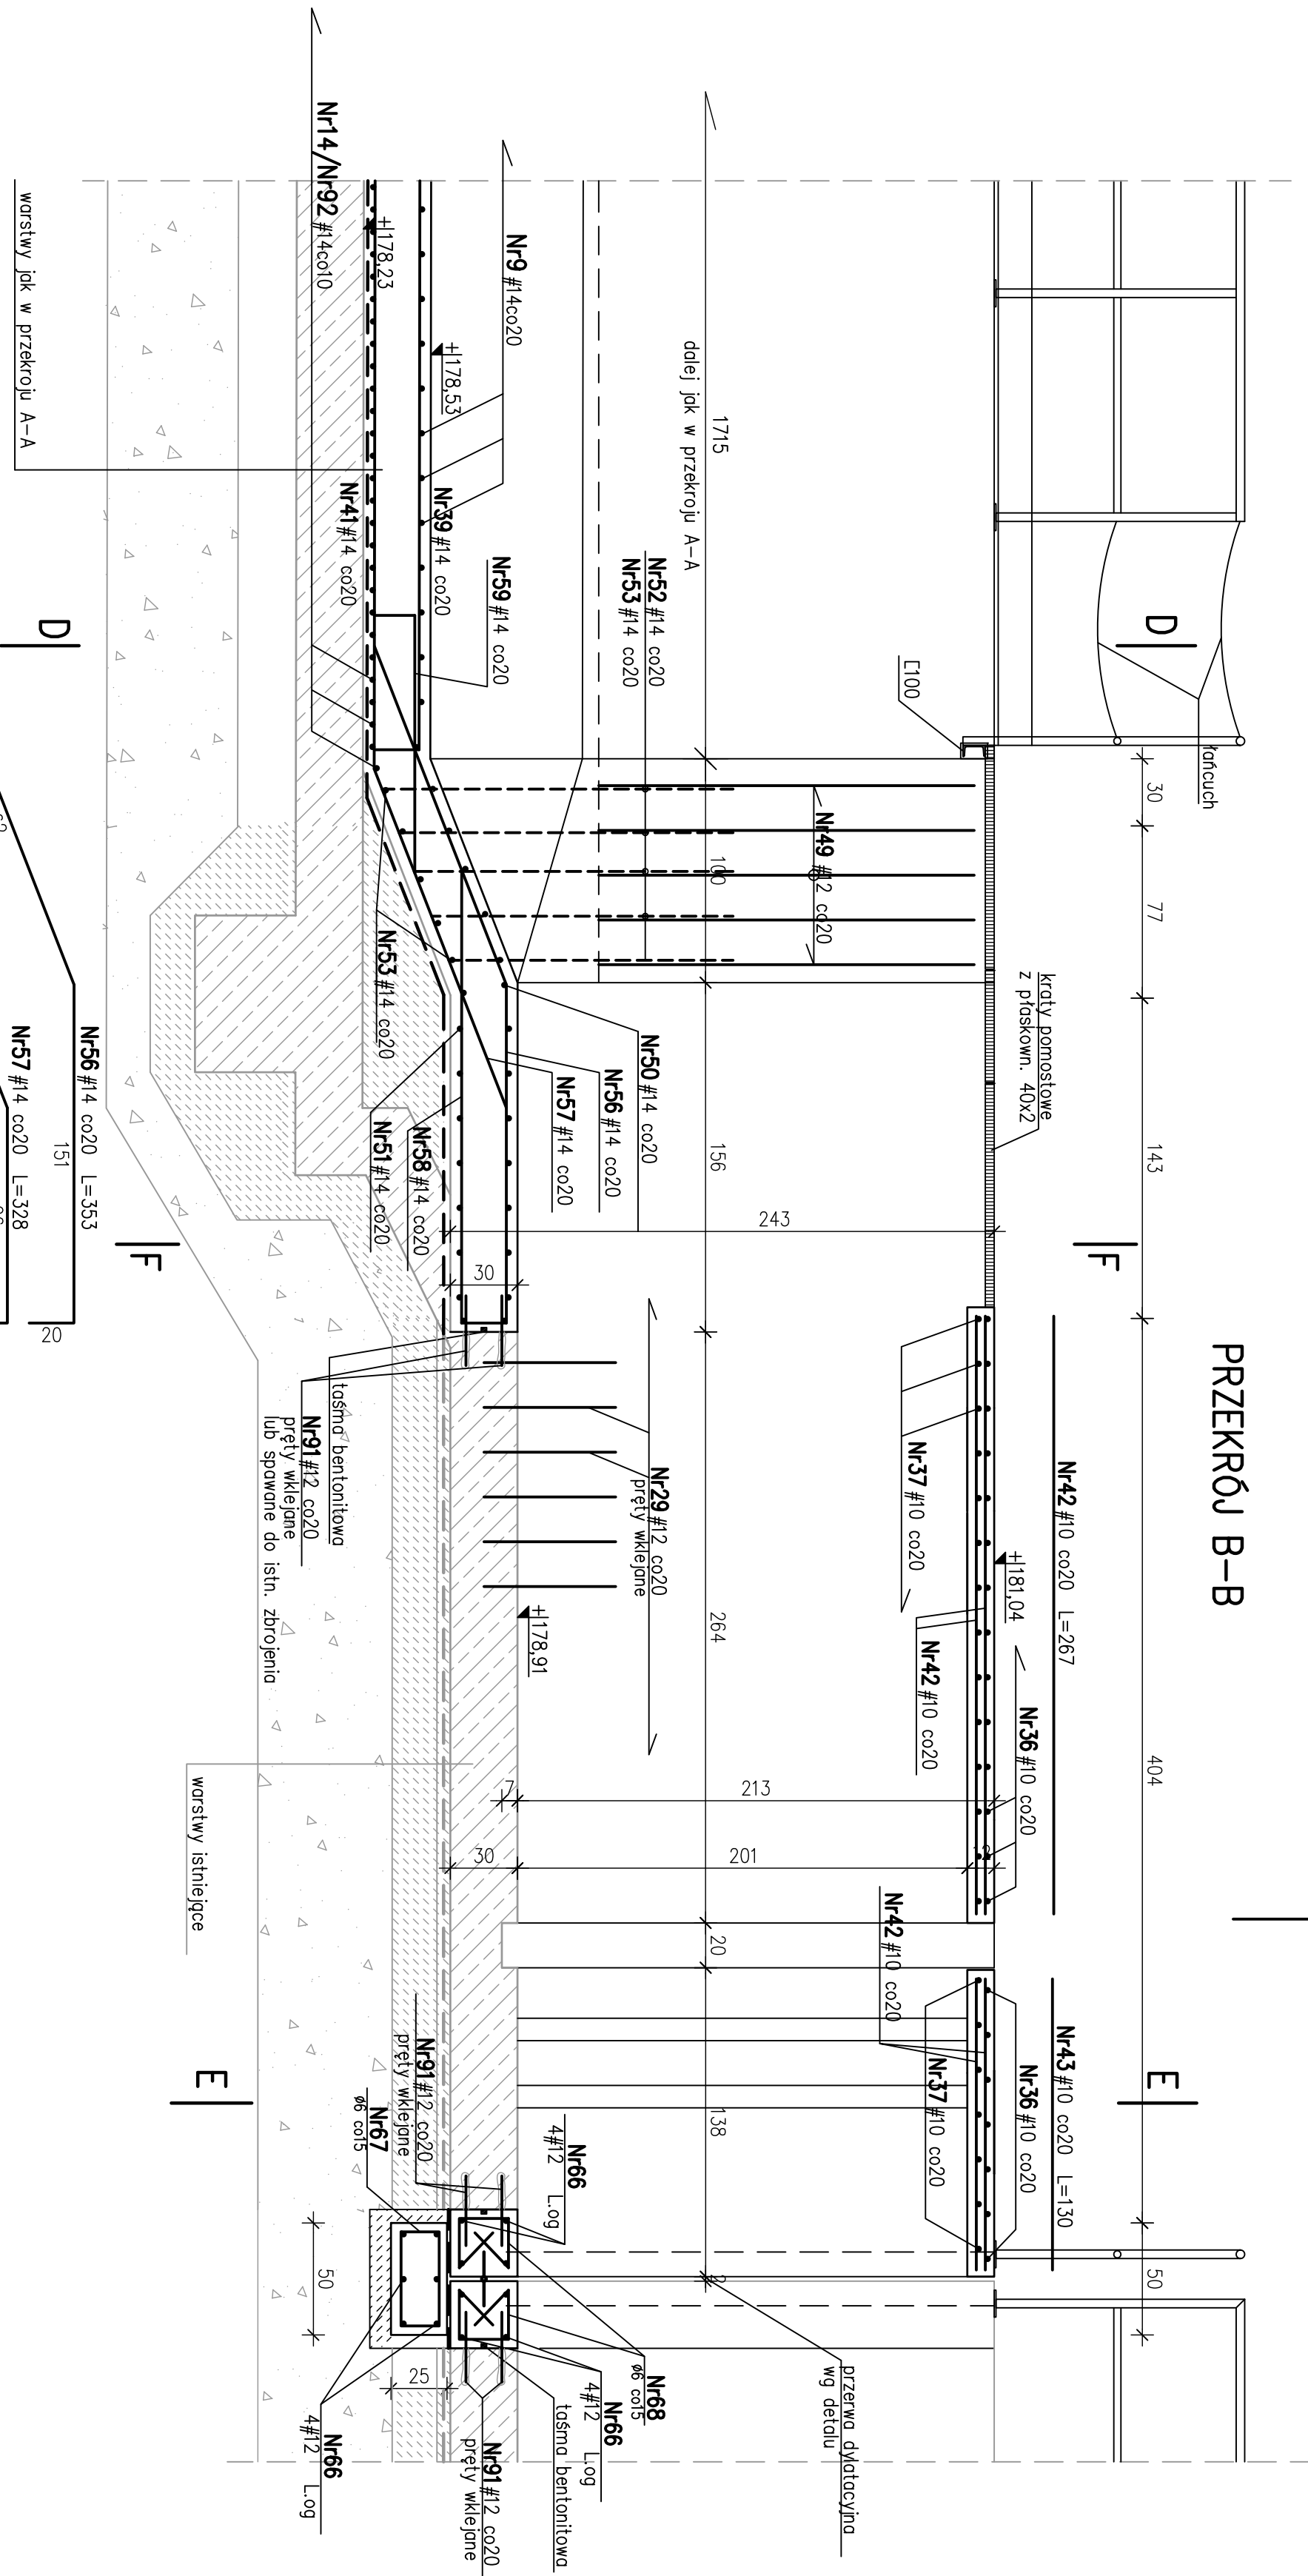 PRZEKRÓJ B-B
D
łańcuch
30
77
143
404
50
F
E
Nr42 #10 co20 L=267
Nr43 #10 co20 L=130
kraty pomostowe
z płaskown. 40x2
+181,04
Nr36 #10 co20
Nr36 #10 co20
[100
Nr37 #10 co20
Nr42 #10 co20
Nr42 #10 co20
Nr37 #10 co20
12
przerwa dylatacyjna
wg detalu
Nr49 #12 co20
243
213
201
1715
100
156
264
20
138
2
dalej jak w przekroju A-A
Nr52 #14 co20
Nr53 #14 co20
Nr50 #14 co20
Nr29 #12 co20
pręty wklejane
Nr68
ø6 co15
Nr56 #14 co20
Nr66
4#12 L.og
Nr66
4#12 L.og
Nr57 #14 co20
taśma bentonitowa
Nr9 #14co20
Nr59 #14 co20
+178,53
+178,91
7
30
30
Nr91 #12 co20
pręty wklejane
Nr39 #14 co20
Nr58 #14 co20
Nr91 #12 co20
pręty wklejane
+178,23
Nr53 #14 co20
Nr51 #14 co20
Nr67
ø6 co15
25
Nr41 #14 co20
Nr14/Nr92 #14co10
taśma bentonitowa
Nr91 #12 co20
pręty wklejane
lub spawane do istn. zbrojenia
50
Nr66
4#12 L.og
warstwy istniejące
E
F
D
warstwy jak w przekroju A-A
Nr56 #14 co20 L=353
151
20
Nr57 #14 co20 L=328